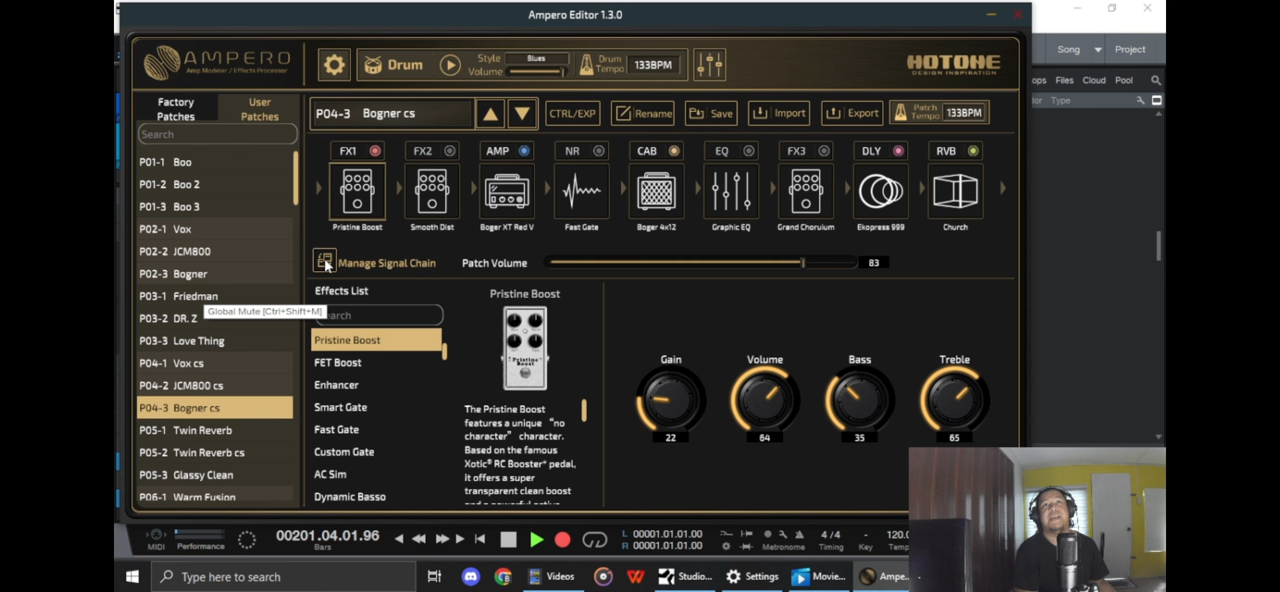 Ampero Editor 1.3.0
Song
Project
ops Files Cloud Pool
Type
AMPERO
Amp Modeler / Effects Processor
Drum
Style
Blues
Volume
Drum Tempo
133BPM
HOTONE
DESIGN INSPIRATION
Factory Patches
User Patches
Search
P01-1 Boo
P01-2 Boo 2
P01-3 Boo 3
P02-1 Vox
P02-2 JCM800
P02-3 Bogner
P03-1 Friedman
P03-2 DR. Z
P03-3 Love Thing
P04-1 Vox cs
P04-2 JCM800 cs
P04-3 Bogner cs
P05-1 Twin Reverb
P05-2 Twin Reverb cs
P05-3 Glassy Clean
P06-1 Warm Fusion
Global Mute [Ctrl+Shift+M]
P04-3 Bogner cs
CTRL/EXP
Rename
Save
Import
Export
Patch Tempo
133BPM
FX1 FX2 AMP NR CAB EQ FX3 DLY RVB
Pristine Boost
Smooth Dist
Boger XT Red V
Fast Gate
Boger 4x12
Graphic EQ
Grand Chorulum
Ekopress 999
Church
Manage Signal Chain
Patch Volume
83
Effects List
earch
Pristine Boost
FET Boost
Enhancer
Smart Gate
Fast Gate
Custom Gate
AC Sim
Dynamic Basso
Pristine Boost
Pristine
Boost
The Pristine Boost
features a unique “no
character” character.
Based on the famous
Xotic® RC Booster* pedal,
it offers a super
transparent clean boost
and a powerful active
Gain Volume Bass Treble
22 64 35 65
MIDI
Performance
00201.04.01.96
Bars
L 00001.01.01.00
R 00001.01.01.00
Metronome
4/4
Timing
-
Key
120.0
Temp
Type here to search
Videos
Studio...
Settings
Movie...
Ampe...